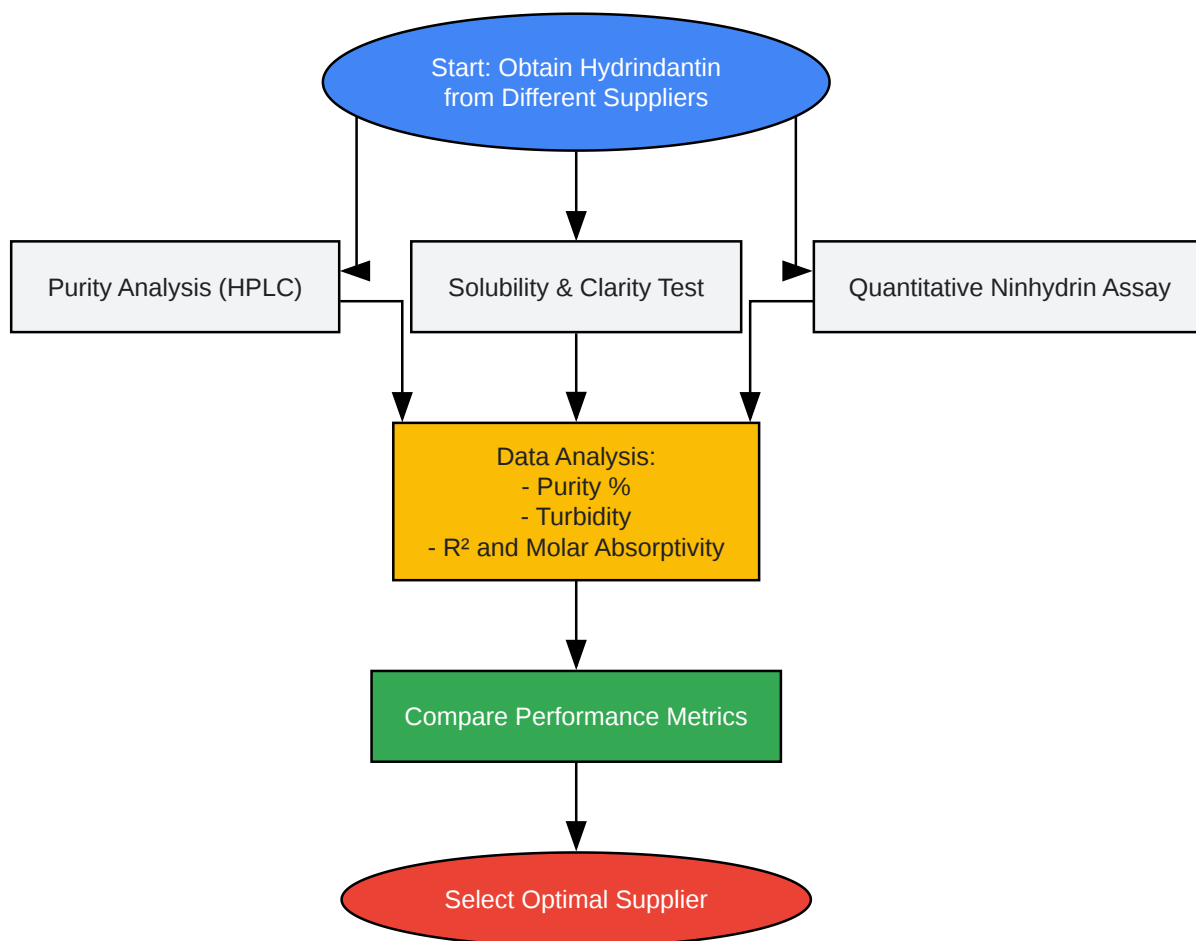 Start: Obtain Hydrindantin
from Different Suppliers
Purity Analysis (HPLC)
Solubility & Clarity Test
Quantitative Ninhydrin Assay
Data Analysis:
- Purity %
- Turbidity
- R² and Molar Absorptivity
Compare Performance Metrics
Select Optimal Supplier